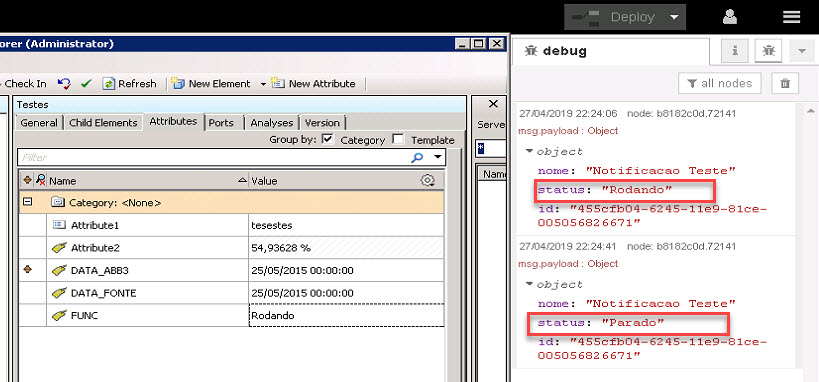 Deploy
orer (Administrator)
debug
Check In Refresh New Element New Attribute
all nodes
Testes
General Child Elements Attributes Ports Analyses Version
Group by: Category Template
Filter
Name Value
Category: <None>
Attribute1 tesestes
Attribute2 54,93628 %
DATA_ABB3 25/05/2015 00:00:00
DATA_FONTE 25/05/2015 00:00:00
FUNC Rodando
Serve
*
Name
27/04/2019 22:24:06 node: b8182c0d.72141
msg.payload : Object
object
nome: "Notificacao Teste"
status: "Rodando"
id: "455cfb04-6245-11e9-81ce-
005056826671"
27/04/2019 22:24:41 node: b8182c0d.72141
msg.payload : Object
object
nome: "Notificacao Teste"
status: "Parado"
id: "455cfb04-6245-11e9-81ce-
005056826671"